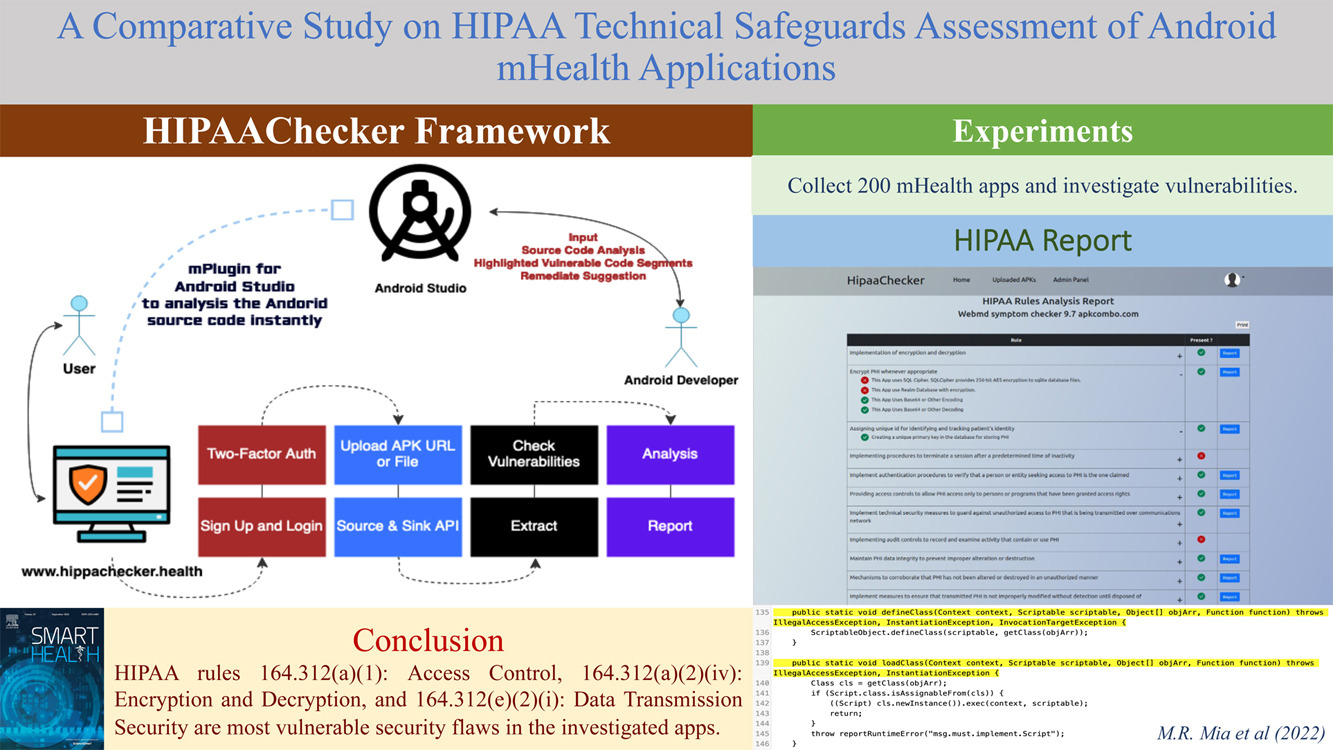 A Comparative Study on HIPAA Technical Safeguards Assessment of Android
mHealth Applications
HIPAAChecker Framework
mPlugin for
Android Studio
to analysis the Andorid
source code instantly
Android Studio
Input
Source Code Analysis
Highlighted Vulnerable Code Segments
Remediate Suggestion
User
Android Developer
Two-Factor Auth
Upload APK URL
or File
Check
Vulnerabilities
Analysis
Sign Up and Login
Source & Sink API
Extract
Report
www.hippachecker.health
Experiments
Collect 200 mHealth apps and investigate vulnerabilities.
HIPAA Report
HipaaChecker
Home
Uploaded APKs
Admin Panel
HIPAA Rules Analysis Report
Webmd symptom checker 9.7 apkcombo.com
Print
Rule
Present ?
Implementation of encryption and decryption
+
Report
Encrypt PHI whenever appropriate
-
Report
This App uses SQL Cipher. SQLCipher provides 256-bit AES encryption to sqlite database files.
This App use Realm Database with encryption.
This App Uses Base64 or Other Encoding
This App Uses Base64 or Other Decoding
Assigning unique id for identifying and tracking patient's identity
-
Report
Creating a unique primary key in the database for storing PHI
Implementing procedures to terminate a session after a predetermined time of inactivity
+
Implement authentication procedures to verify that a person or entity seeking access to PHI is the one claimed
+
Report
Providing access controls to allow PHI access only to persons or programs that have been granted access rights
+
Report
Implement technical security measures to guard against unauthorized access to PHI that is being transmitted over communications
network
+
Report
Implementing audit controls to record and examine activity that contain or use PHI
+
Maintain PHI data integrity to prevent improper alteration or destruction
+
Report
Mechanisms to corroborate that PHI has not been altered or destroyed in an unauthorized manner
+
Report
Implement measures to ensure that transmitted PHI is not improperly modified without detection until disposed of
+
Report
SMART
HEALTH
Conclusion
HIPAA rules 164.312(a)(1): Access Control, 164.312(a)(2)(iv):
Encryption and Decryption, and 164.312(e)(2)(i): Data Transmission
Security are most vulnerable security flaws in the investigated apps.
135 public static void defineClass(Context context, Scriptable scriptable, Object[] objArr, Function function) throws
IllegalAccessException, InstantiationException, InvocationTargetException {
136 ScriptableObject.defineClass(scriptable, getClass(objArr));
137 }
138
139 public static void loadClass(Context context, Scriptable scriptable, Object[] objArr, Function function) throws
IllegalAccessException, InstantiationException {
140 Class cls = getClass(objArr);
141 if (Script.class.isAssignableFrom(cls)) {
142 ((Script) cls.newInstance()).exec(context, scriptable);
143 return;
144 }
145 throw reportRuntimeError("msg.must.implement.Script");
146 }
M.R. Mia et al (2022)